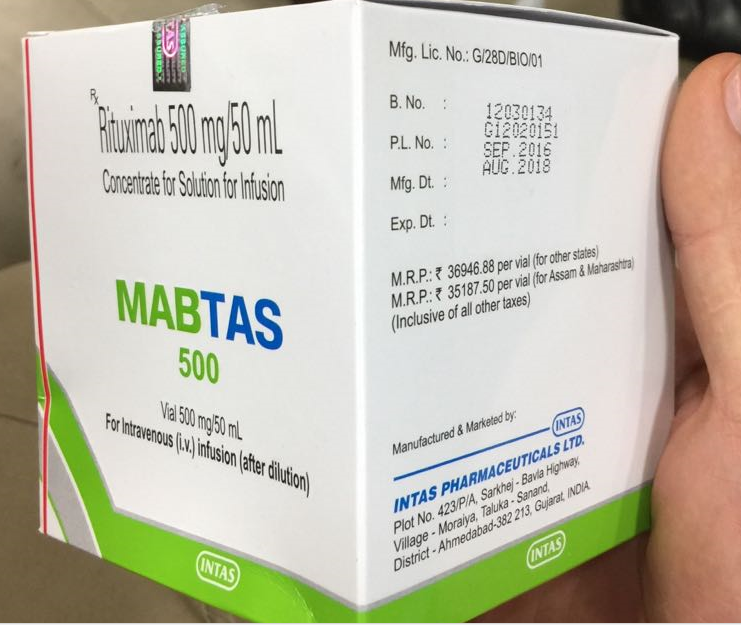 INTAS
ASSURED
Rx
Rituximab 500 mg/50 mL
Concentrate for Solution for Infusion
MABTAS
500
Vial 500 mg/50 mL
For Intravenous (i.v.) infusion (after dilution)
INTAS
Mfg. Lic. No.: G/28D/BIO/01
B. No. : 12030134
P.L. No. : G12020151
Mfg. Dt. : SEP.2016
Exp. Dt. : AUG.2018
M.R.P.: ₹ 36946.88 per vial (for other states)
M.R.P.: ₹ 35187.50 per vial (for Assam & Maharashtra)
(Inclusive of all other taxes)
Manufactured & Marketed by:
INTAS
INTAS PHARMACEUTICALS LTD.
Plot No. 423/P/A, Sarkhej - Bavla Highway,
Village - Moraiya, Taluka - Sanand,
District - Ahmedabad-382 213, Gujarat, INDIA.
INTAS